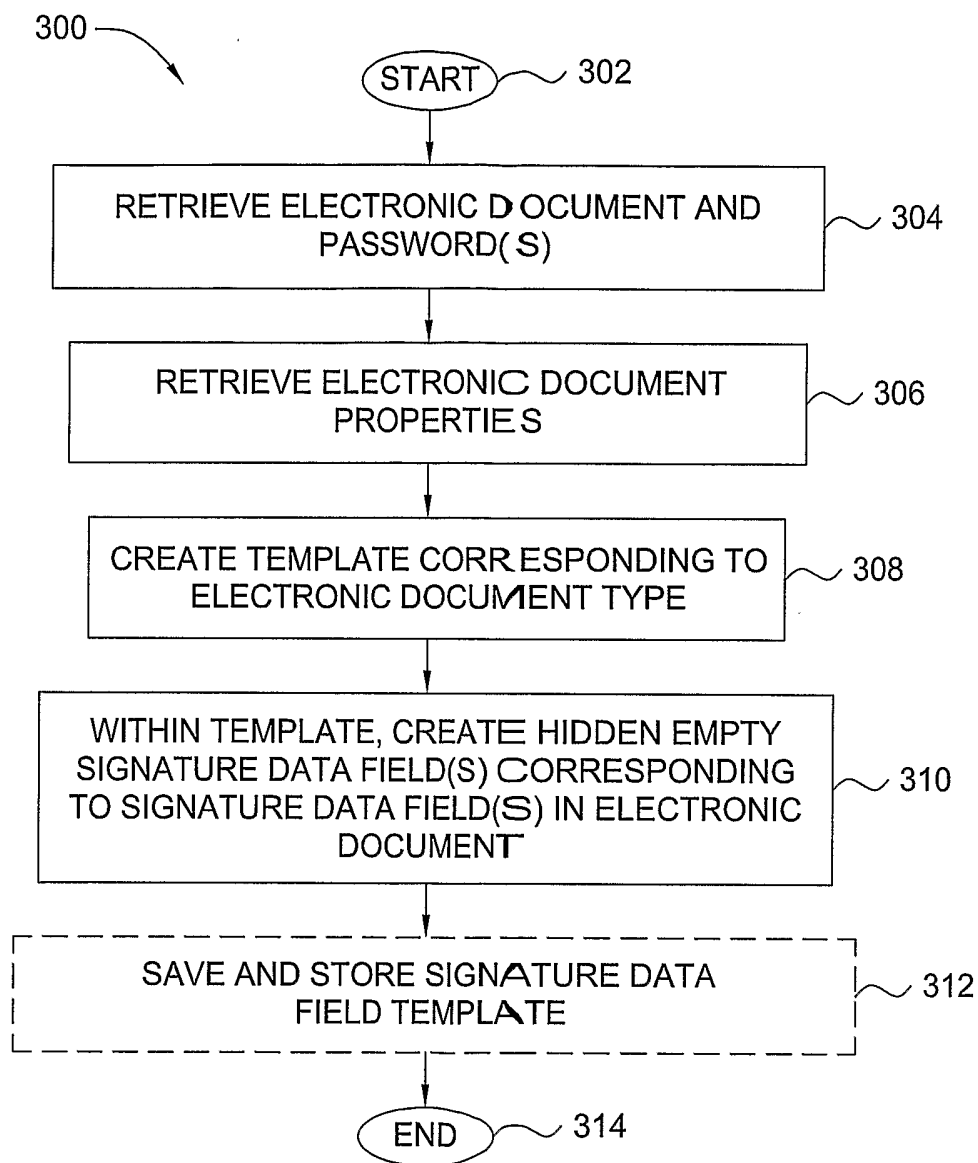 300
START
302
RETRIEVE ELECTRONIC DOCUMENT AND
PASSWORD(S)
304
RETRIEVE ELECTRONIC DOCUMENT
PROPERTIES
306
CREATE TEMPLATE CORRESPONDING TO
ELECTRONIC DOCUMENT TYPE
308
WITHIN TEMPLATE, CREATE HIDDEN EMPTY
SIGNATURE DATA FIELD(S) CORRESPONDING
TO SIGNATURE DATA FIELD(S) IN ELECTRONIC
DOCUMENT
310
SAVE AND STORE SIGNATURE DATA
FIELD TEMPLATE
312
END
314